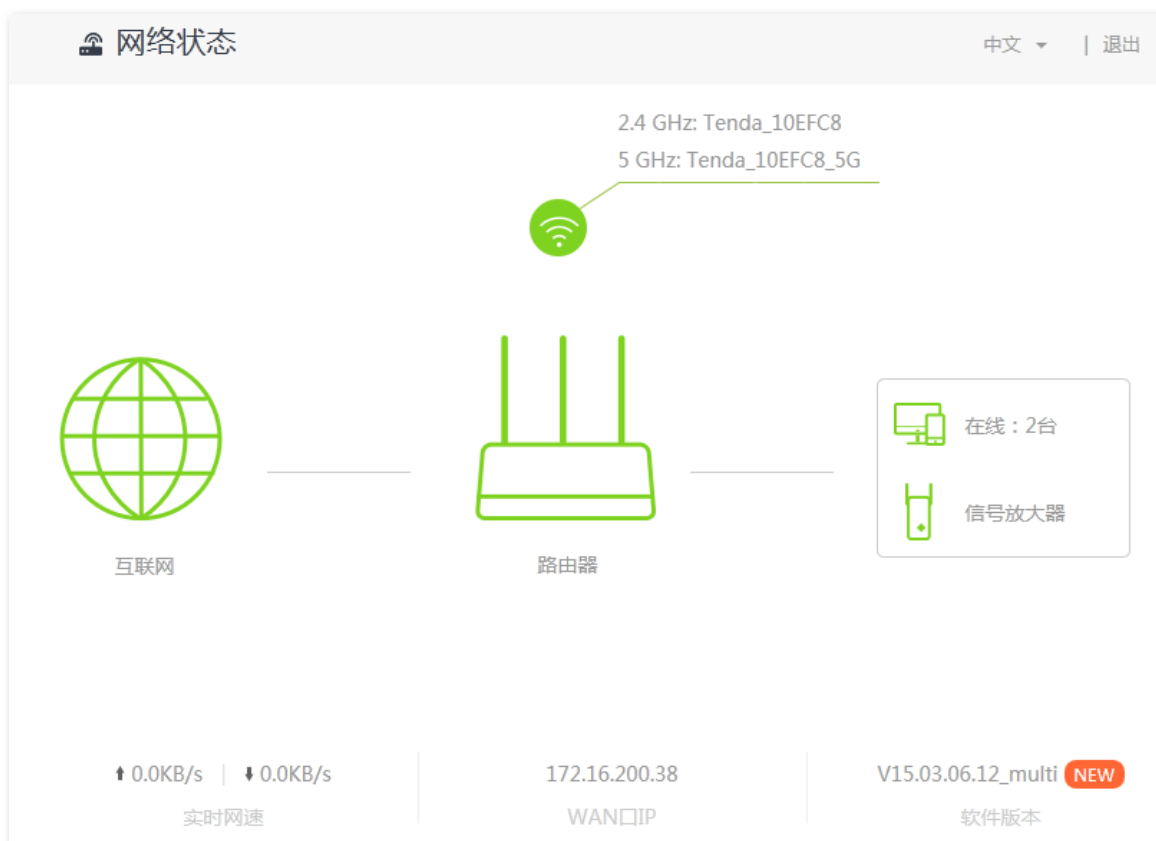 网络状态
中文 | 退出
2.4 GHz: Tenda_10EFC8
5 GHz: Tenda_10EFC8_5G
在线：2台
信号放大器
互联网
路由器
0.0KB/s | 0.0KB/s
实时网速
172.16.200.38
WAN口IP
V15.03.06.12_multi NEW
软件版本